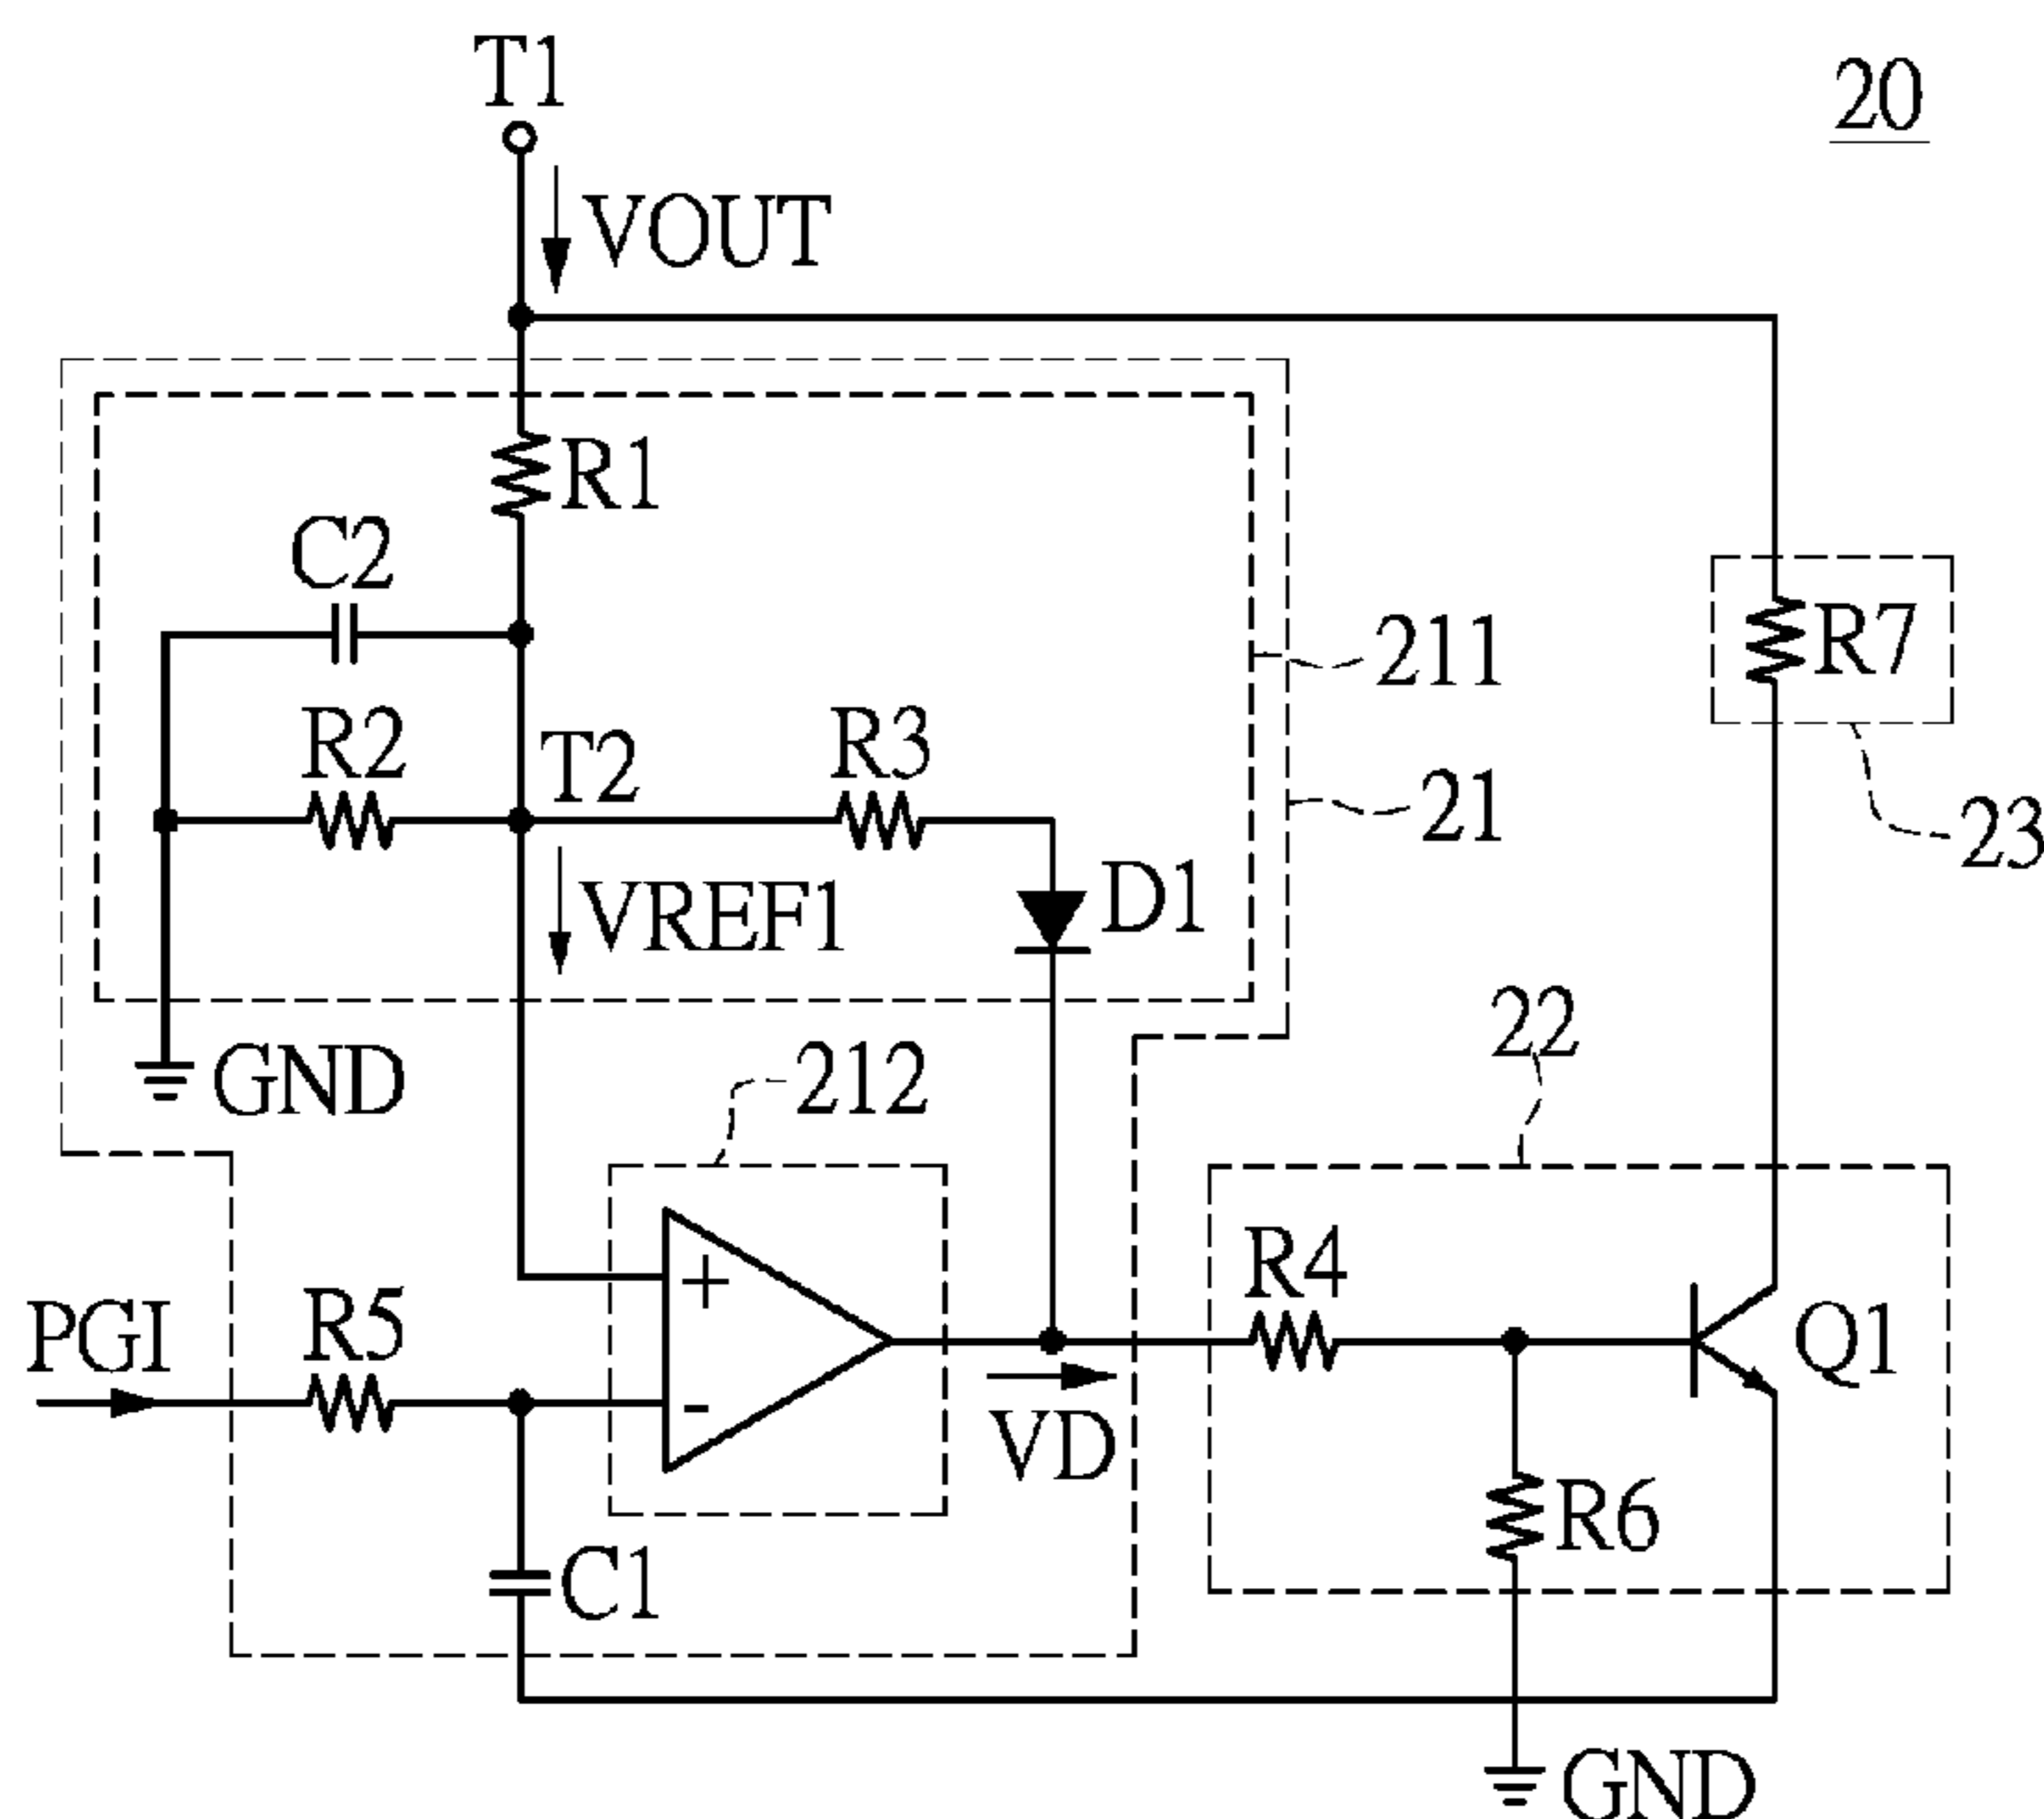 T1
20
VOUT
R1
C2
211
R7
R2
T2
R3
21
23
D1
VREF1
22
GND
212
R4
+
PGI
R5
Q1
-
VD
R6
C1
GND